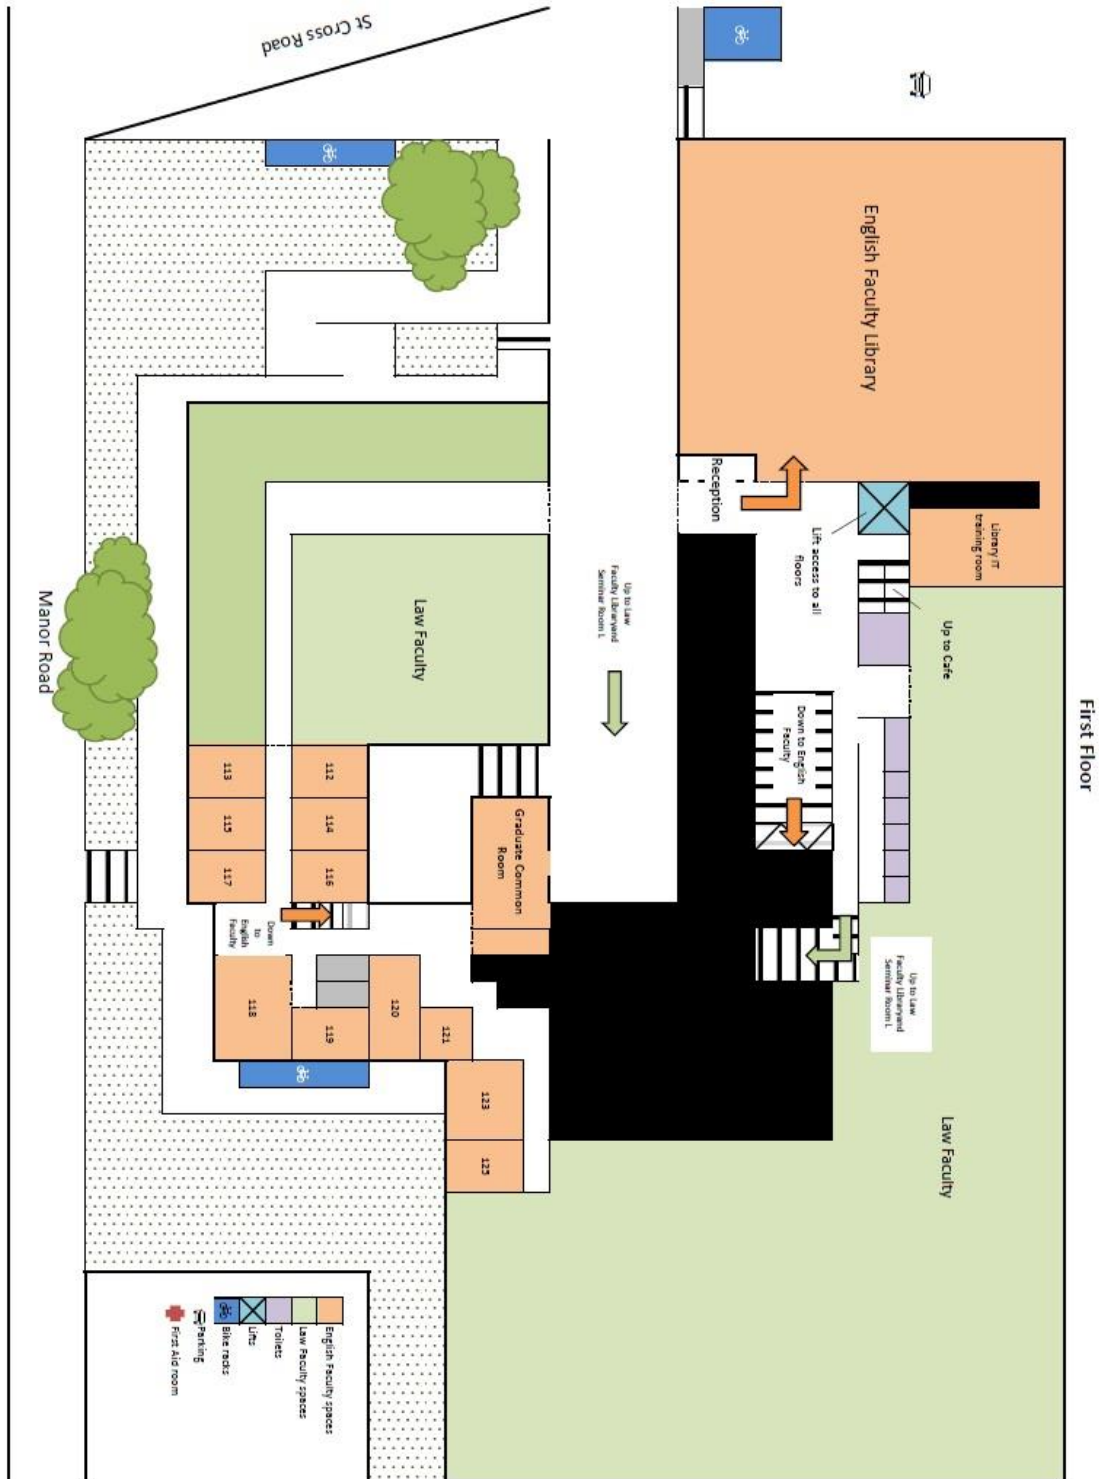 First Floor
St Cross Road
English Faculty Library
Library IT
training room
Reception
Lift access to all
floors
Up to Cafe
Down to English
Faculty
Up to Law
Faculty Libraryand
Seminar Room L
Up to Law
Faculty Libraryand
Seminar Room L
Law Faculty
Law Faculty
Graduate Common
Room
112
114
116
113
115
117
Down
to
English
Faculty
118
119
120
121
123
125
Manor Road
English Faculty spaces
Law Faculty spaces
Toilets
Lifts
Bike racks
Parking
First Aid room